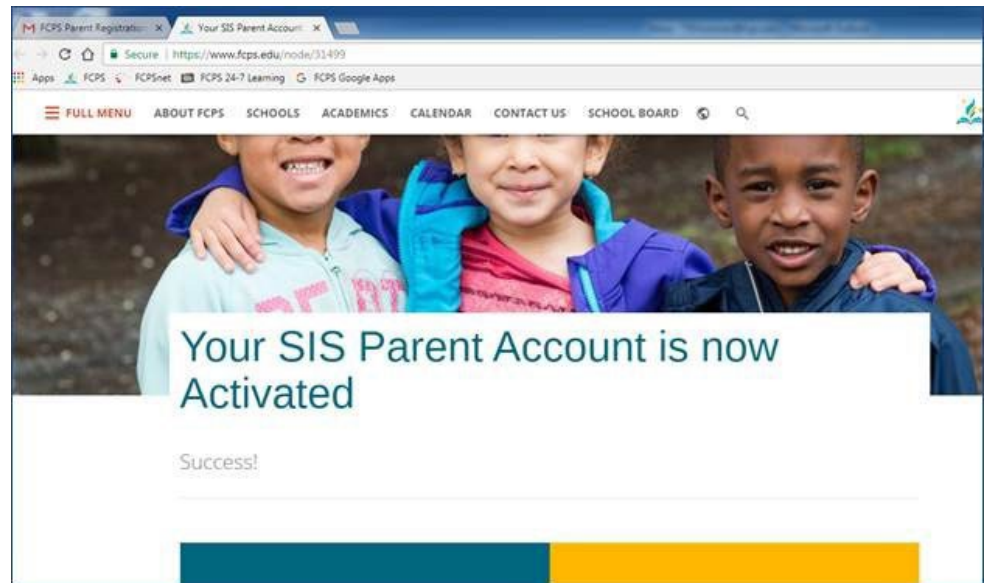 FCPS Parent Registration
Your SIS Parent Account
Secure | https://www.fcps.edu/node/31499
Apps FCPS FCPSnet FCPS 24-7 Learning FCPS Google Apps
FULL MENU ABOUT FCPS SCHOOLS ACADEMICS CALENDAR CONTACT US SCHOOL BOARD
Your SIS Parent Account is now
Activated
Success!